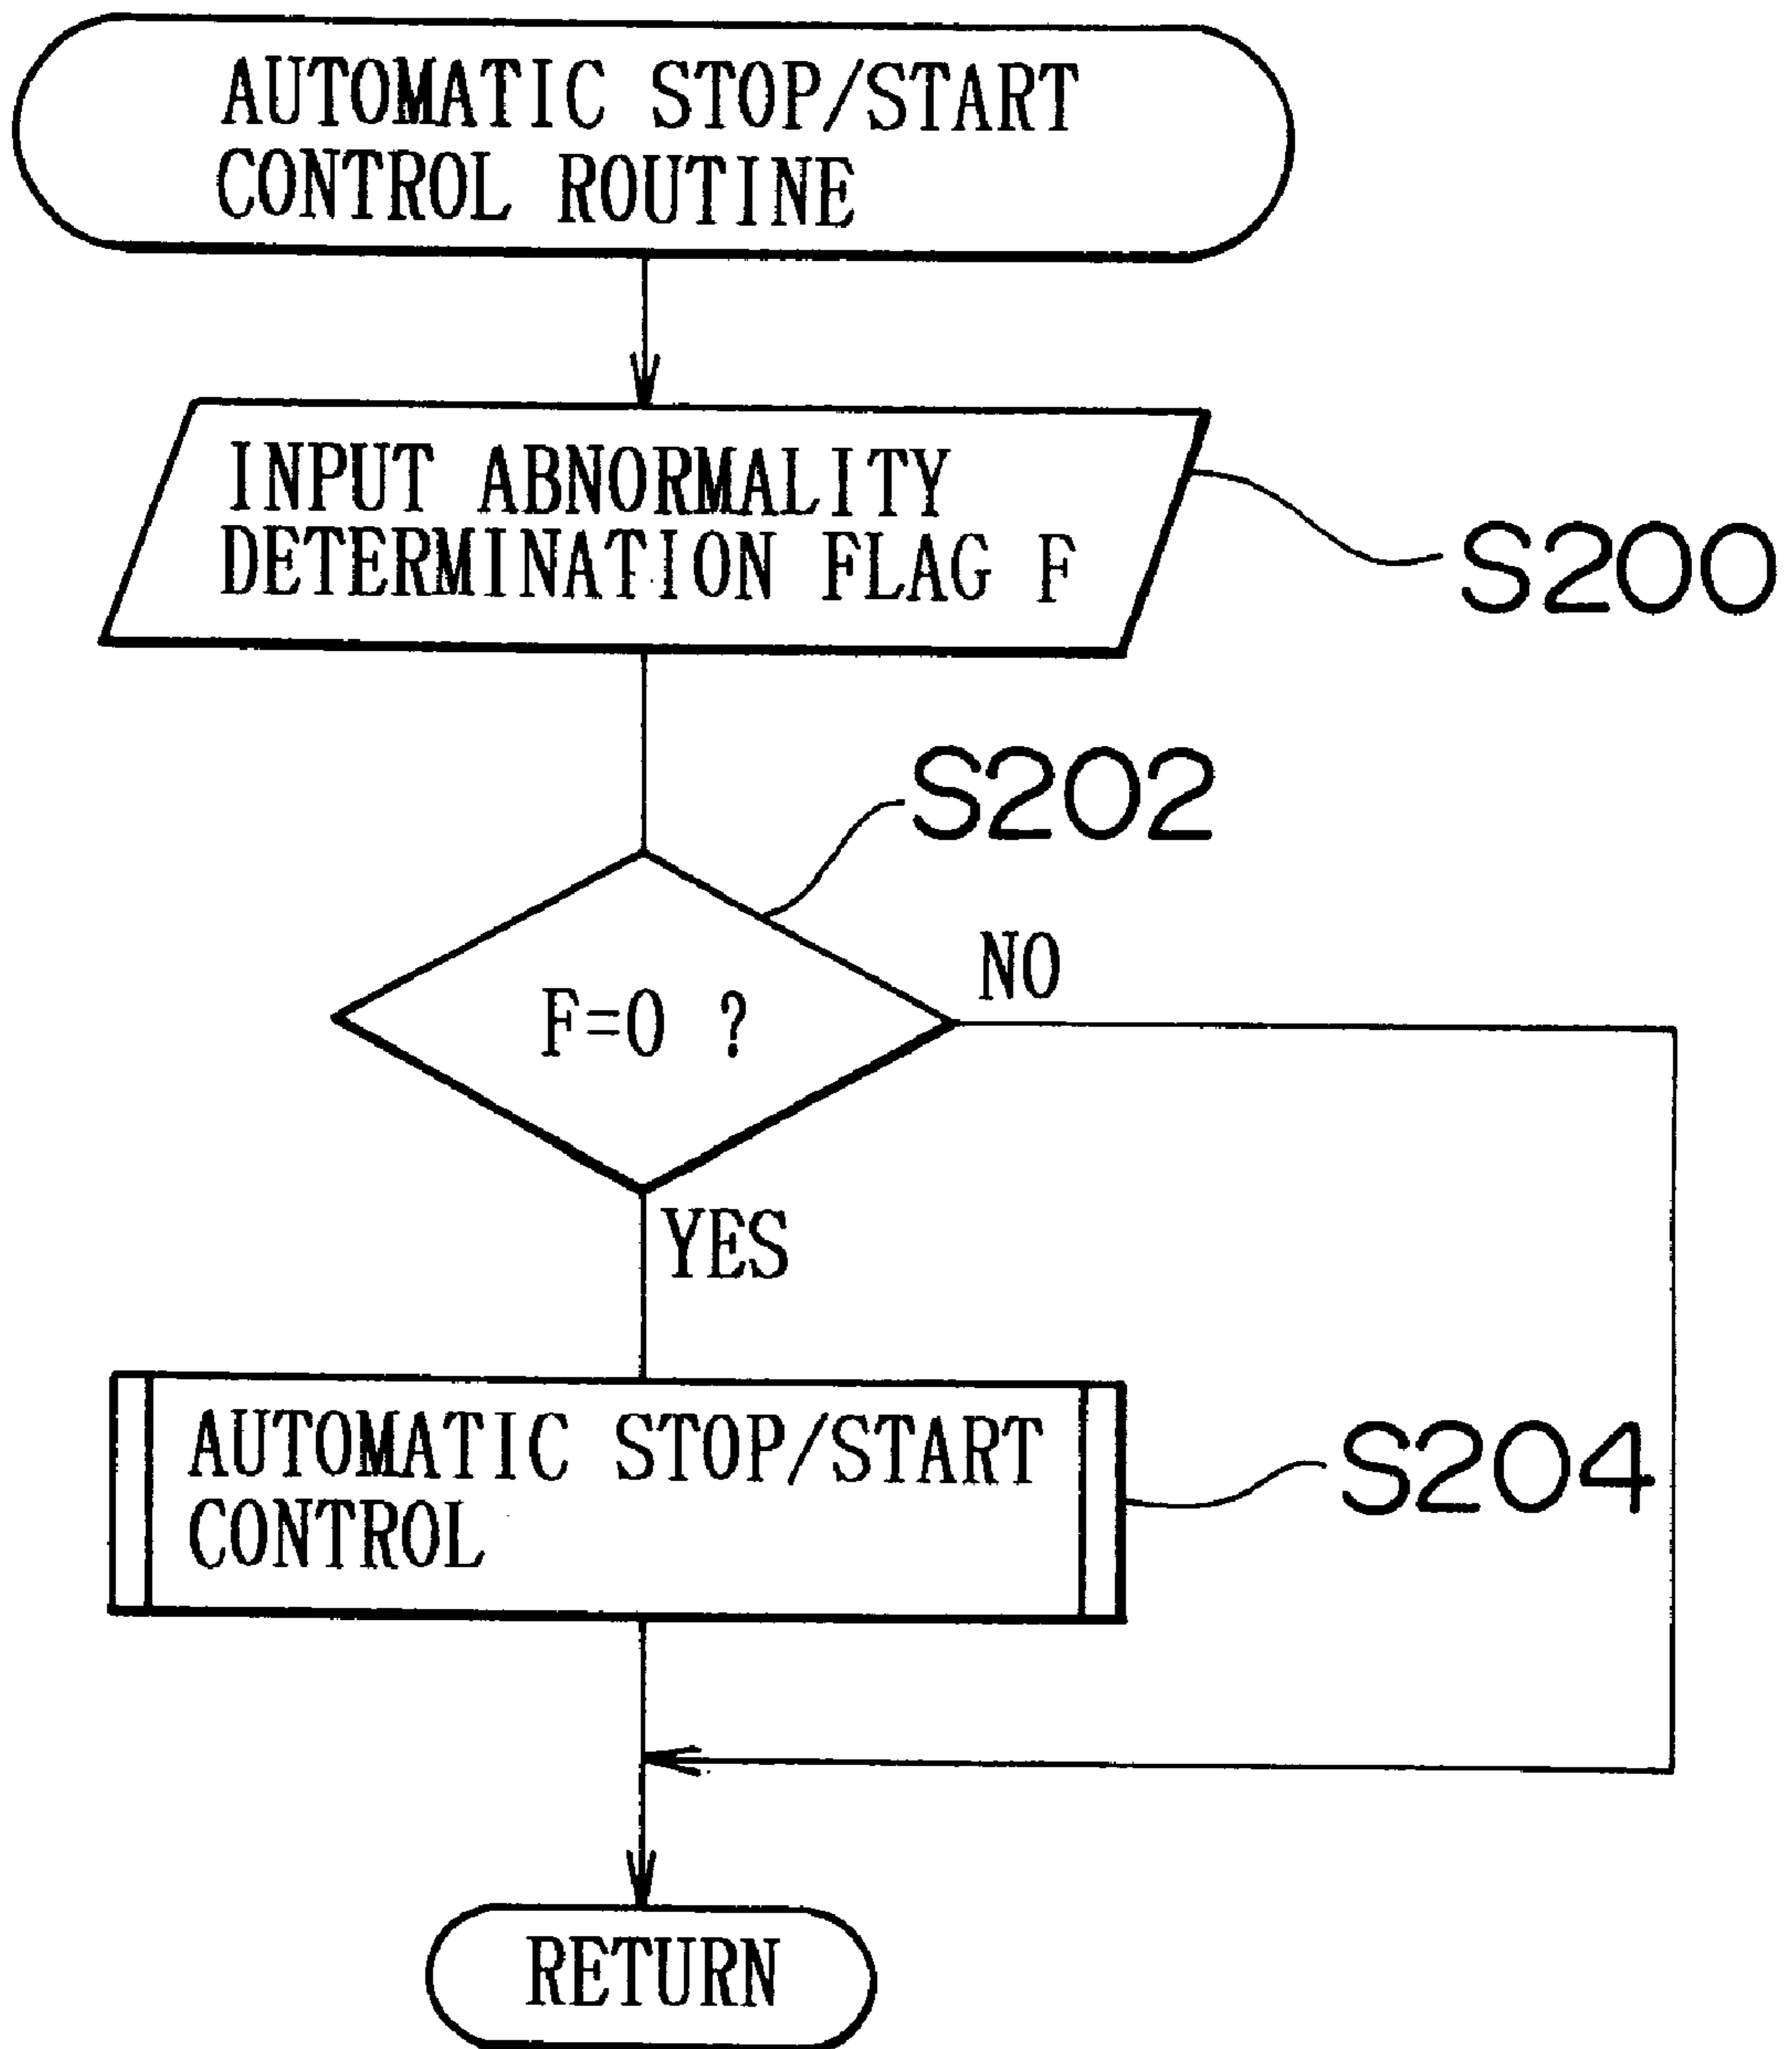 AUTOMATIC STOP/START
CONTROL ROUTINE
INPUT ABNORMALITY
DETERMINATION FLAG F
S200
S202
NO
F=0 ?
YES
AUTOMATIC STOP/START
CONTROL
S204
RETURN